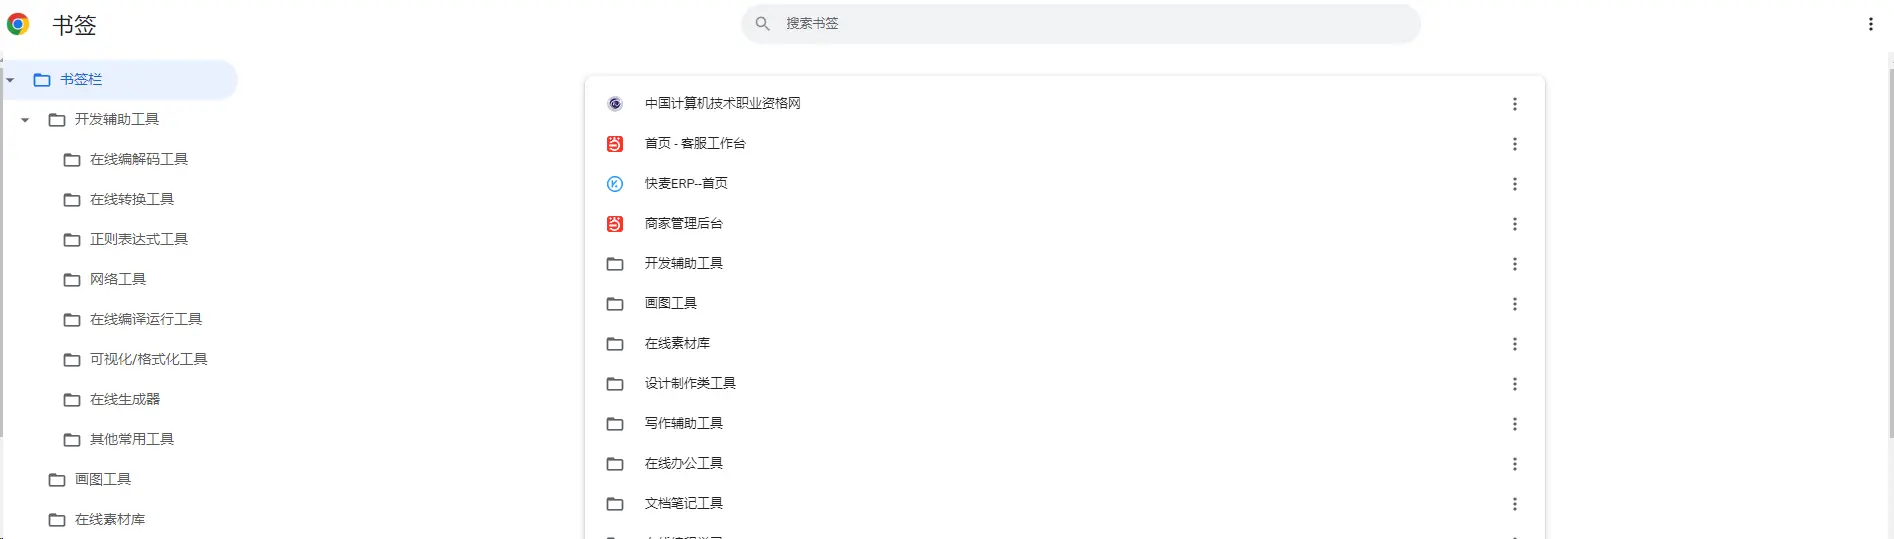 书签
搜索书签
书签栏
开发辅助工具
在线编解码工具
在线转换工具
正则表达式工具
网络工具
在线编译运行工具
可视化/格式化工具
在线生成器
其他常用工具
画图工具
在线素材库
中国计算机技术职业资格网
首页 - 客服工作台
快麦ERP--首页
商家管理后台
开发辅助工具
画图工具
在线素材库
设计制作类工具
写作辅助工具
在线办公工具
文档笔记工具